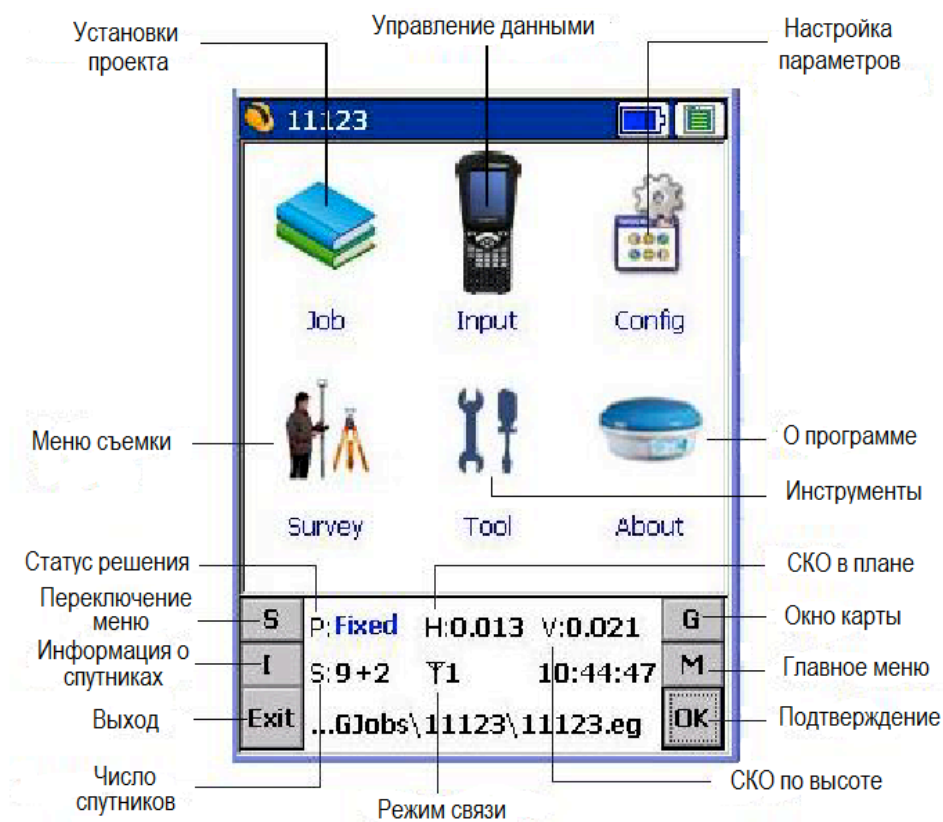 Установки
проекта
Управление данными
Настройка
параметров
11123
Job
Input
Config
Меню съемки
О программе
Инструменты
Survey
Tool
About
Статус решения
СКО в плане
Переключение
меню
S
P:Fixed
H:0.013
V:0.021
G
Окно карты
Информация о
спутниках
I
S:9+2
1
10:44:47
M
Главное меню
Выход
Exit
...GJobs\11123\11123.eg
OK
Подтверждение
Число
спутников
Режим связи
СКО по высоте